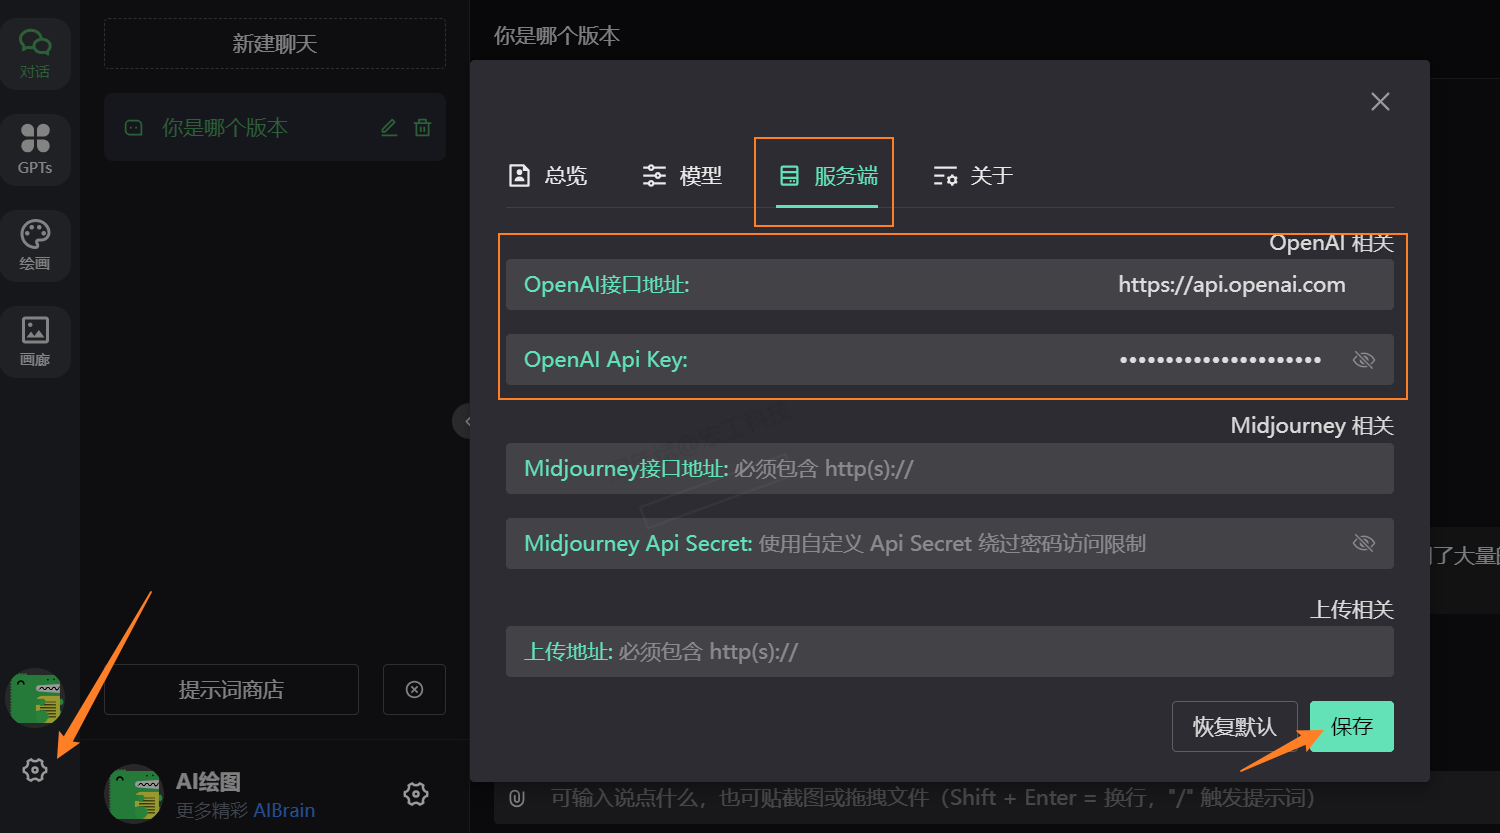 对话
GPTs
绘画
画廊
新建聊天
你是哪个版本
提示词商店
AI绘图
更多精彩 AIBrain
你是哪个版本
总览
模型
服务端
关于
OpenAI 相关
OpenAI接口地址:
https://api.openai.com
OpenAI Api Key:
••••••••••••••••••••••
Midjourney 相关
Midjourney接口地址: 必须包含 http(s)://
Midjourney Api Secret: 使用自定义 Api Secret 绕过密码访问限制
上传相关
上传地址: 必须包含 http(s)://
恢复默认
保存
了大量
可输入说点什么，也可贴截图或拖拽文件（Shift + Enter = 换行，"/" 触发提示词）